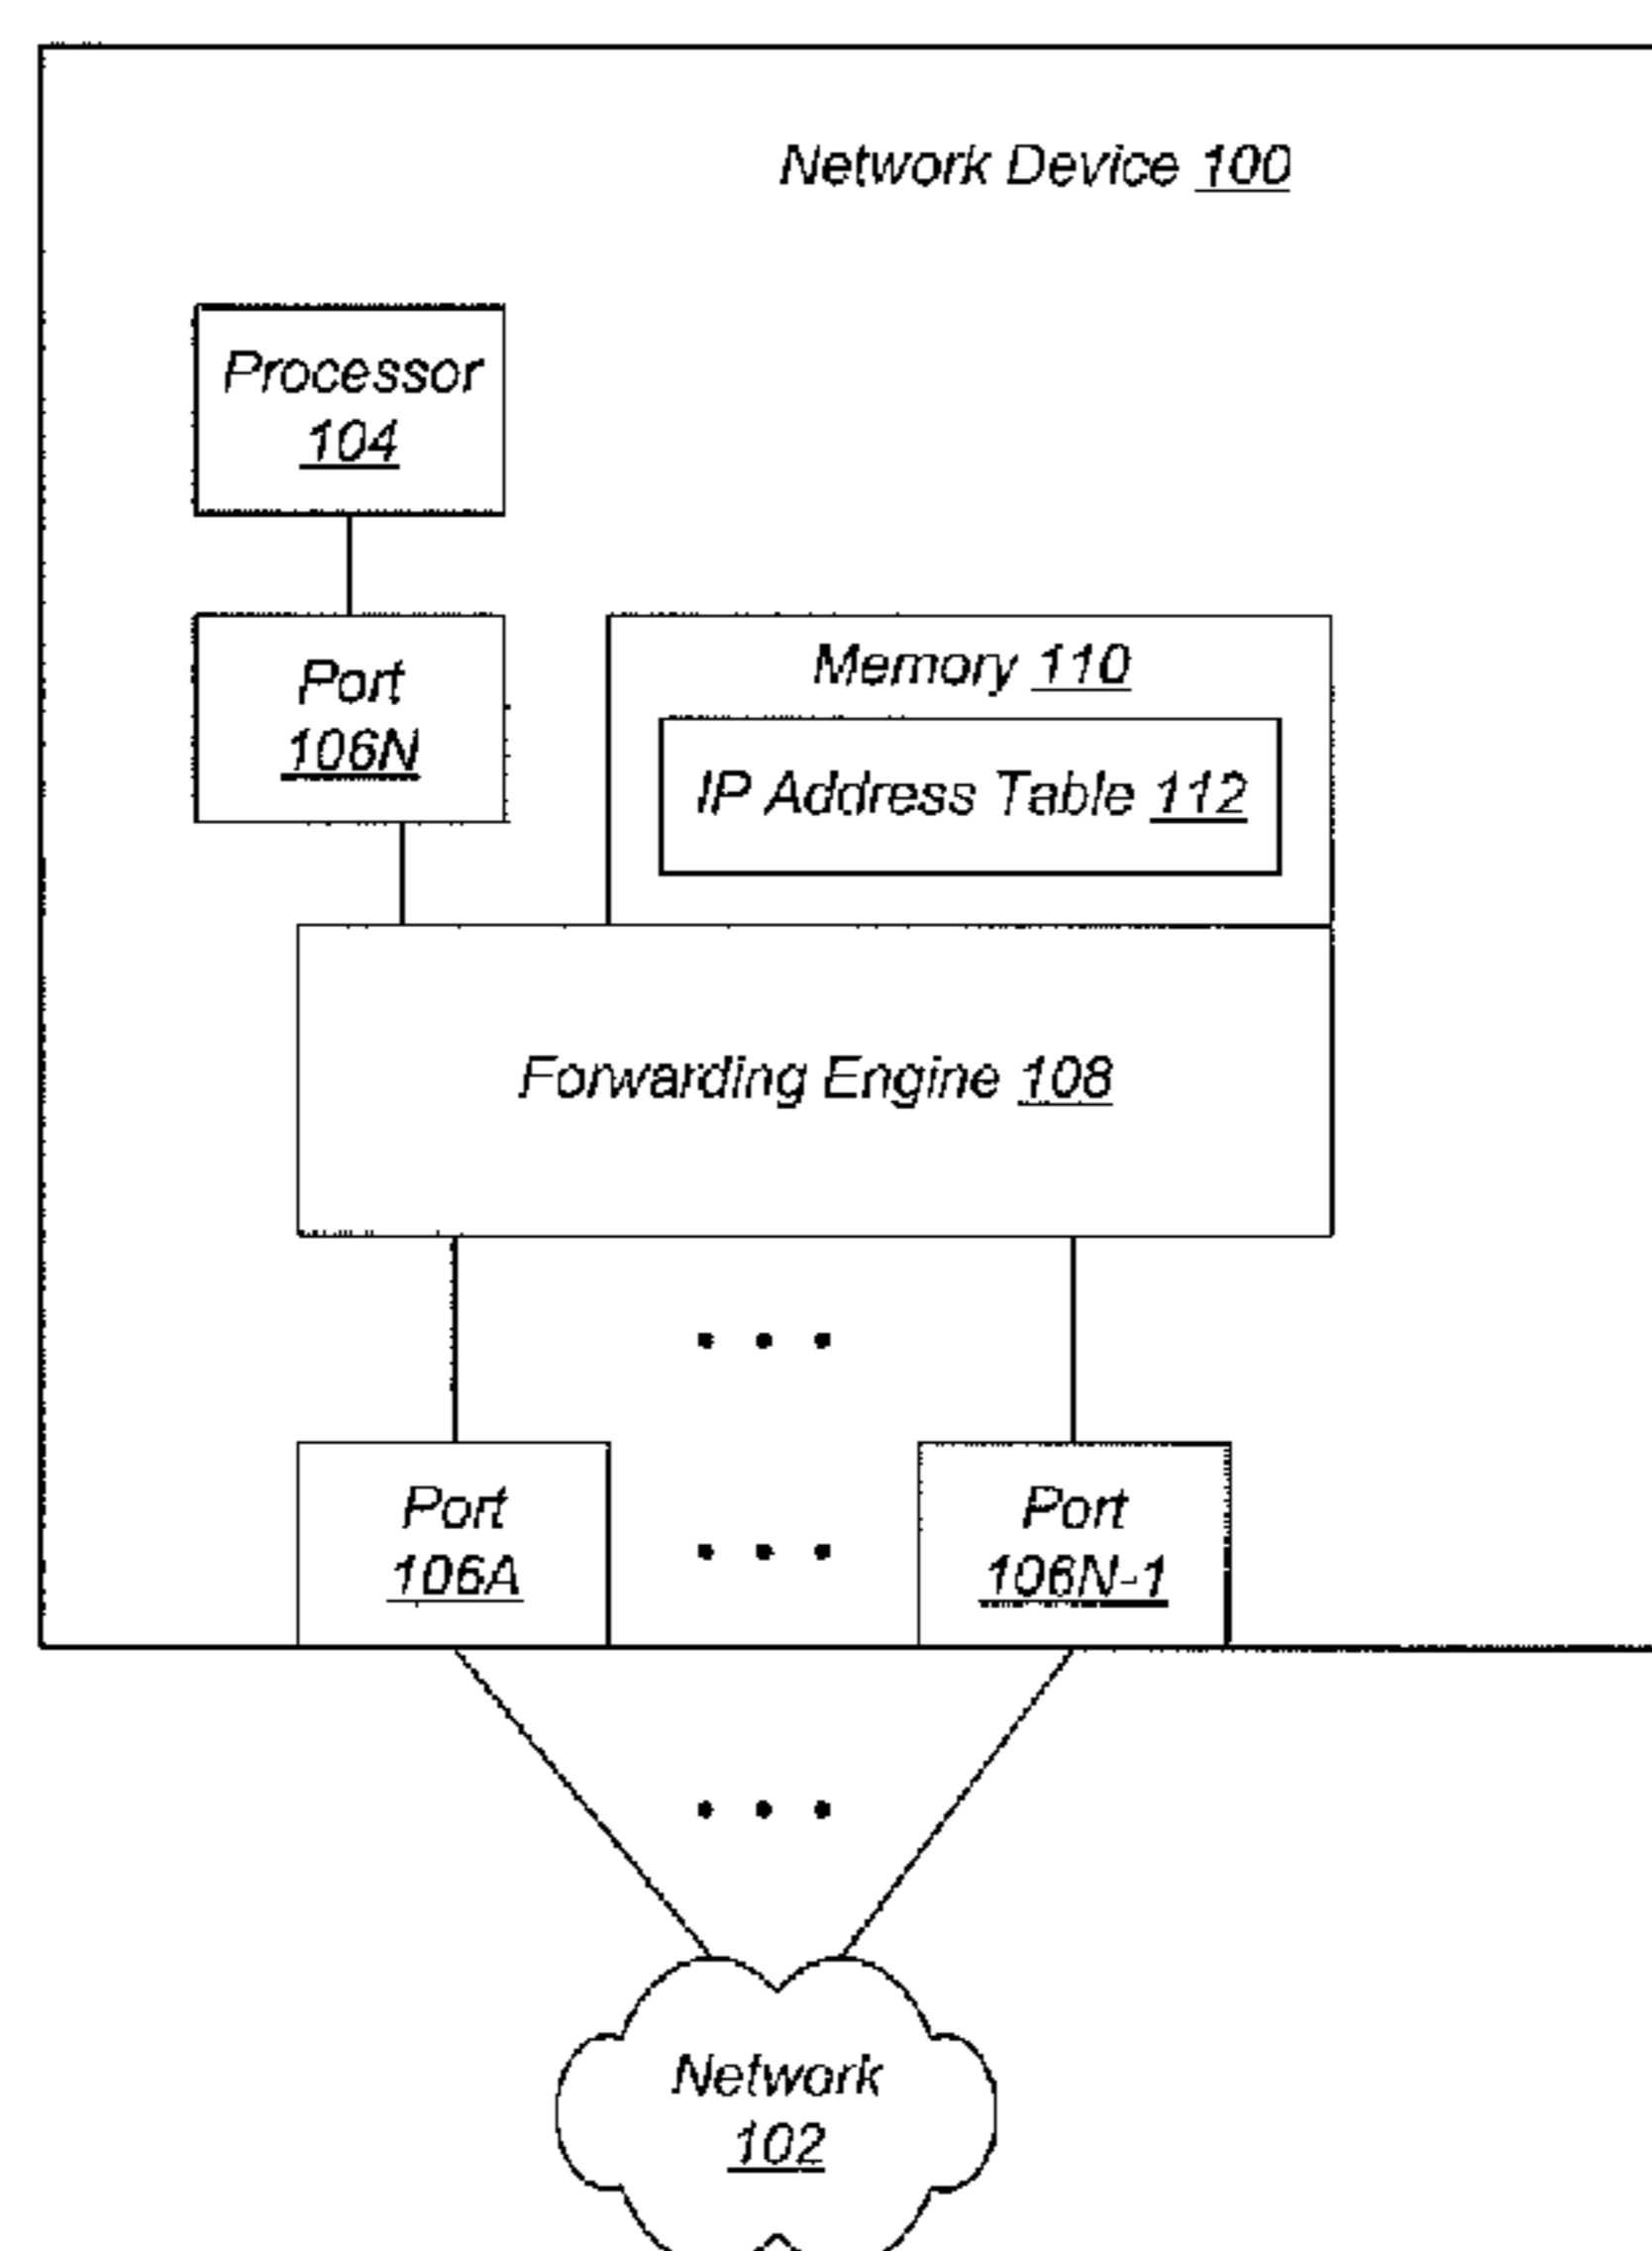 Network Device 100
Processor
104
Port
106N
Memory 110
IP Address Table 112
Forwarding Engine 108
Port
106A
Port
106N-1
Network
102